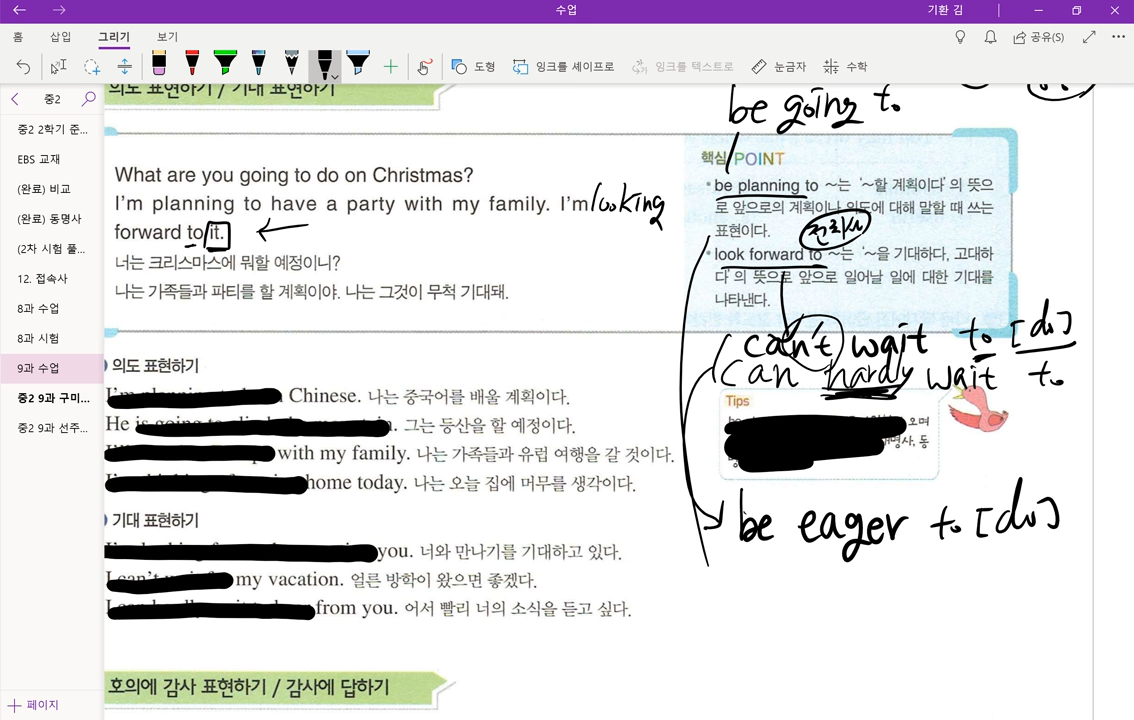 수업
기환 김
홈 삽입 그리기 보기
공유(S)
도형 잉크를 셰이프로 잉크를 텍스트로 눈금자 수학
중2
중2 2학기 준...
EBS 교재
(완료) 비교
(완료) 동명사
(2차 시험 풀...
12. 접속사
8과 수업
8과 시험
9과 수업
중2 9과 구미...
중2 9과 선주...
페이지
의도 표현하기 / 기대 표현하기
be going to
What are you going to do on Christmas?
I'm planning to have a party with my family. I'm looking
forward to it.
너는 크리스마스에 뭐할 예정이니?
나는 가족들과 파티를 할 계획이야. 나는 그것이 무척 기대돼.
핵심 POINT
• be planning to ~는 '~할 계획이다'의 뜻으
로 앞으로의 계획이나 의도에 대해 말할 때 쓰는
표현이다.
전치사
• look forward to ~는 '~을 기대하다, 고대하
다'의 뜻으로 앞으로 일어날 일에 대한 기대를
나타낸다.
can't wait to [do]
can hardly wait to
Tips
오며
be eager to [do]
의도 표현하기
Chinese. 나는 중국어를 배울 계획이다.
He is going to. 그는 등산을 할 예정이다.
with my family. 나는 가족들과 유럽 여행을 갈 것이다.
home today. 나는 오늘 집에 머무를 생각이다.
기대 표현하기
you. 너와 만나기를 기대하고 있다.
I can't my vacation. 얼른 방학이 왔으면 좋겠다.
from you. 어서 빨리 너의 소식을 듣고 싶다.
호의에 감사 표현하기 / 감사에 답하기